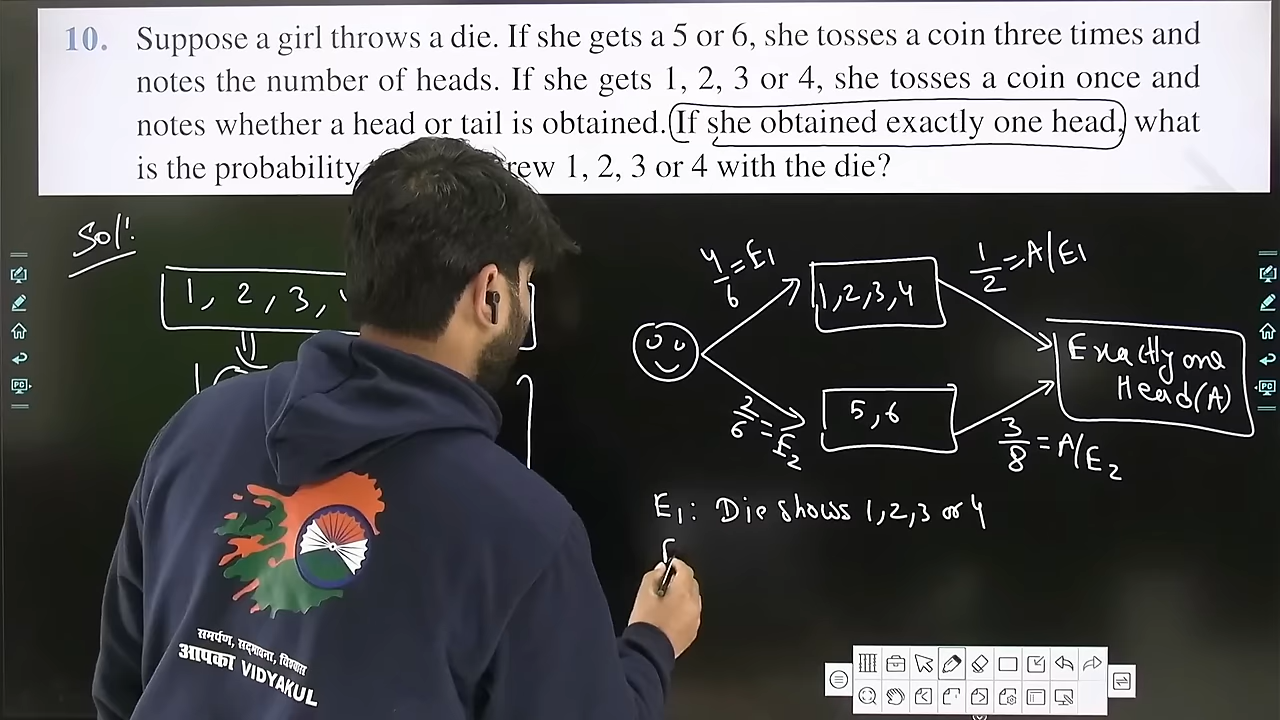 10. Suppose a girl throws a die. If she gets a 5 or 6, she tosses a coin three times and
notes the number of heads. If she gets 1, 2, 3 or 4, she tosses a coin once and
notes whether a head or tail is obtained. If she obtained exactly one head, what
is the probability rew 1, 2, 3 or 4 with the die?
Sol:
1, 2, 3,
4/6 = E1
1,2,3,4
1/2 = A/E1
Exactly one
Head(A)
2/6 = E2
5,6
3/8 = A/E2
E1: Die shows 1,2,3 or 4
समर्पण, सद्भावना, विश्वास
आपका VIDYAKUL
PC
PC